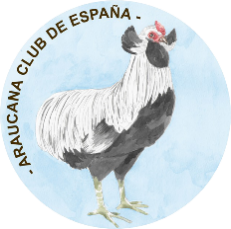 - ARAUCANA CLUB DE ESPAÑA -